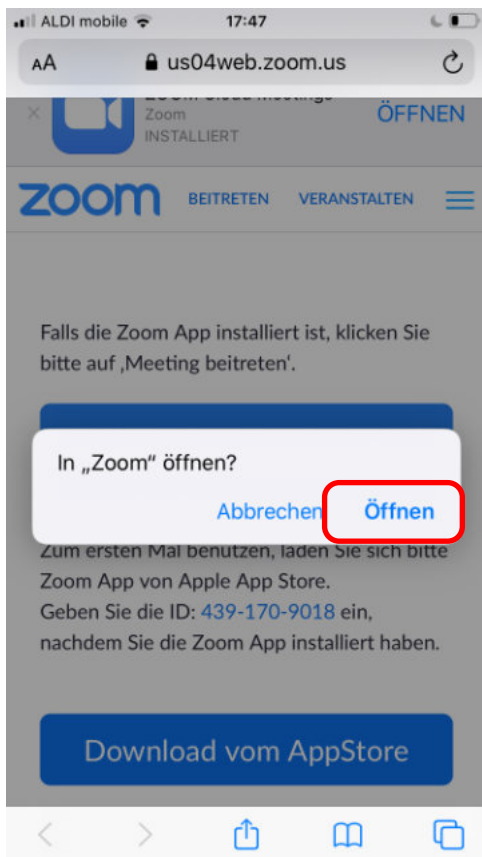 ALDI mobile 17:47
AA us04web.zoom.us
Zoom ÖFFNEN
INSTALLIERT
zoom BEITRETEN VERANSTALTEN
Falls die Zoom App installiert ist, klicken Sie
bitte auf ‚Meeting beitreten‘.
In „Zoom“ öffnen?
Abbrechen Öffnen
Zum ersten Mal benutzen, laden Sie sich bitte
Zoom App von Apple App Store.
Geben Sie die ID: 439-170-9018 ein,
nachdem Sie die Zoom App installiert haben.
Download vom AppStore